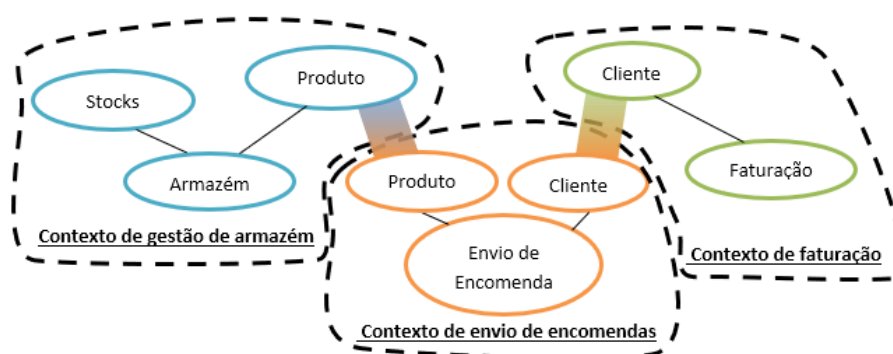 Stocks
Produto
Armazém
Contexto de gestão de armazém
Produto
Cliente
Envio de
Encomenda
Contexto de envio de encomendas
Cliente
Faturação
Contexto de faturação